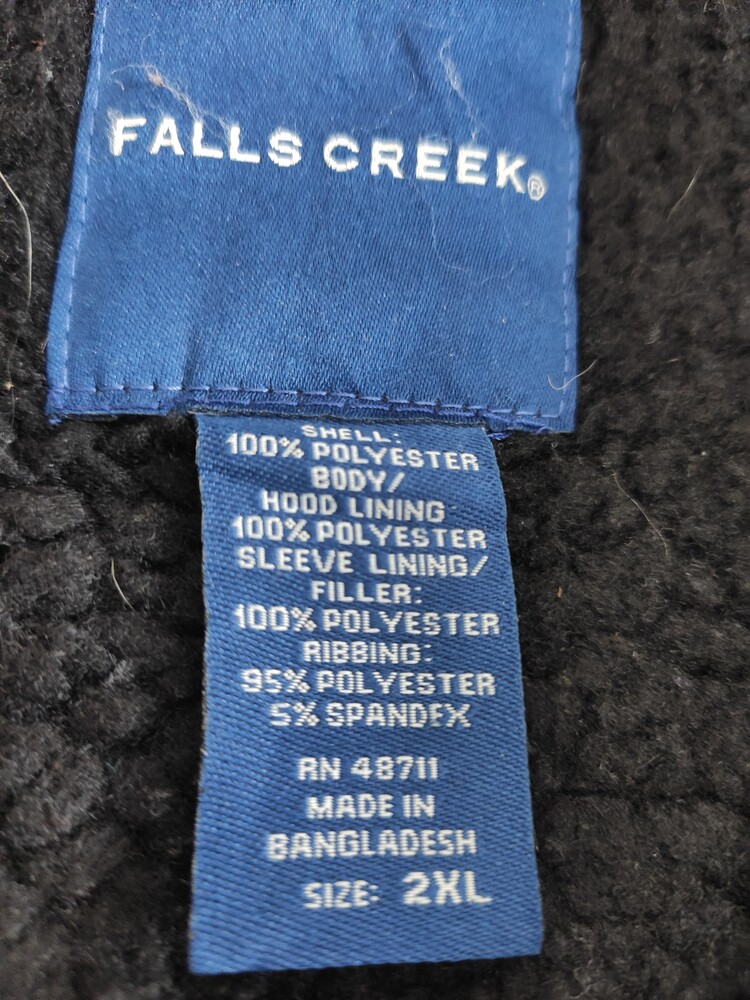 FALLS CREEK®
SHELL:
100% POLYESTER
BODY/
HOOD LINING
100% POLYESTER
SLEEVE LINING/
FILLER:
100% POLYESTER
RIBBING:
95% POLYESTER
5% SPANDEX
RN 48711
MADE IN
BANGLADESH
SIZE: 2XL